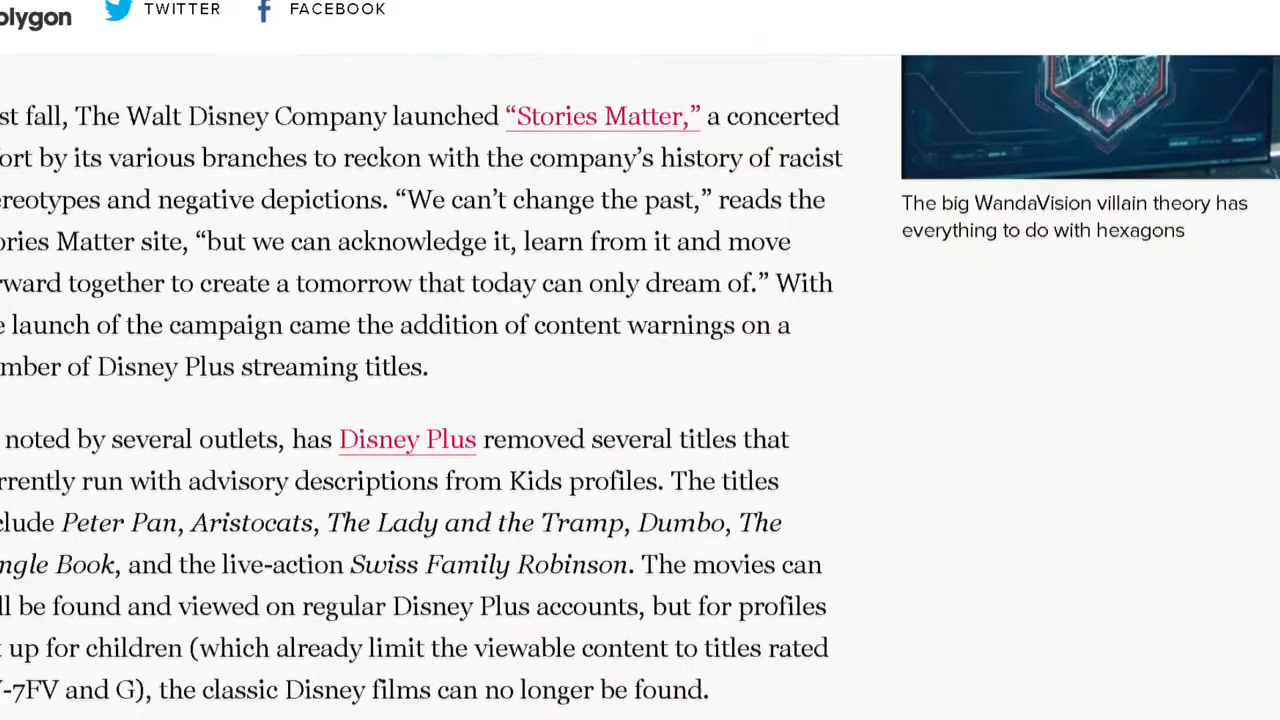 olygon
TWITTER
FACEBOOK
st fall, The Walt Disney Company launched “Stories Matter,” a concerted
ort by its various branches to reckon with the company’s history of racist
ereotypes and negative depictions. “We can’t change the past,” reads the
ories Matter site, “but we can acknowledge it, learn from it and move
rward together to create a tomorrow that today can only dream of.” With
e launch of the campaign came the addition of content warnings on a
mber of Disney Plus streaming titles.
noted by several outlets, has Disney Plus removed several titles that
rrently run with advisory descriptions from Kids profiles. The titles
clude Peter Pan, Aristocats, The Lady and the Tramp, Dumbo, The
ngle Book, and the live-action Swiss Family Robinson. The movies can
ll be found and viewed on regular Disney Plus accounts, but for profiles
t up for children (which already limit the viewable content to titles rated
-7FV and G), the classic Disney films can no longer be found.
The big WandaVision villain theory has
everything to do with hexagons